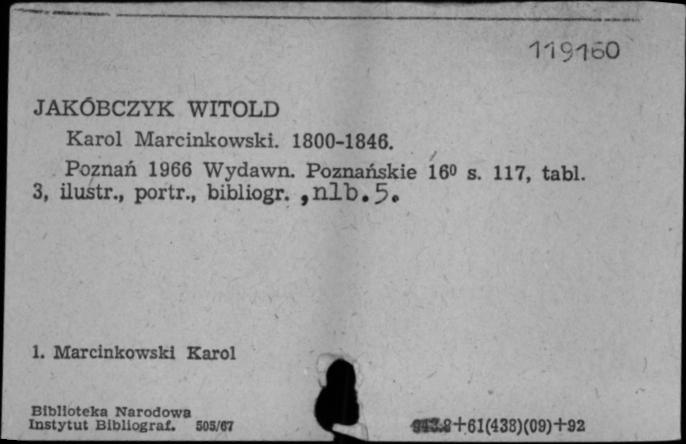 119160
JAKÓBCZYK WITOLD
Karol Marcinkowski. 1800-1846.
Poznań 1966 Wydawn. Poznańskie 16⁰ s. 117, tabl.
3, ilustr., portr., bibliogr. , nlb. 5.
1. Marcinkowski Karol
Biblioteka Narodowa
Instytut Bibliograf. 505/67
+61(438)(09)+92